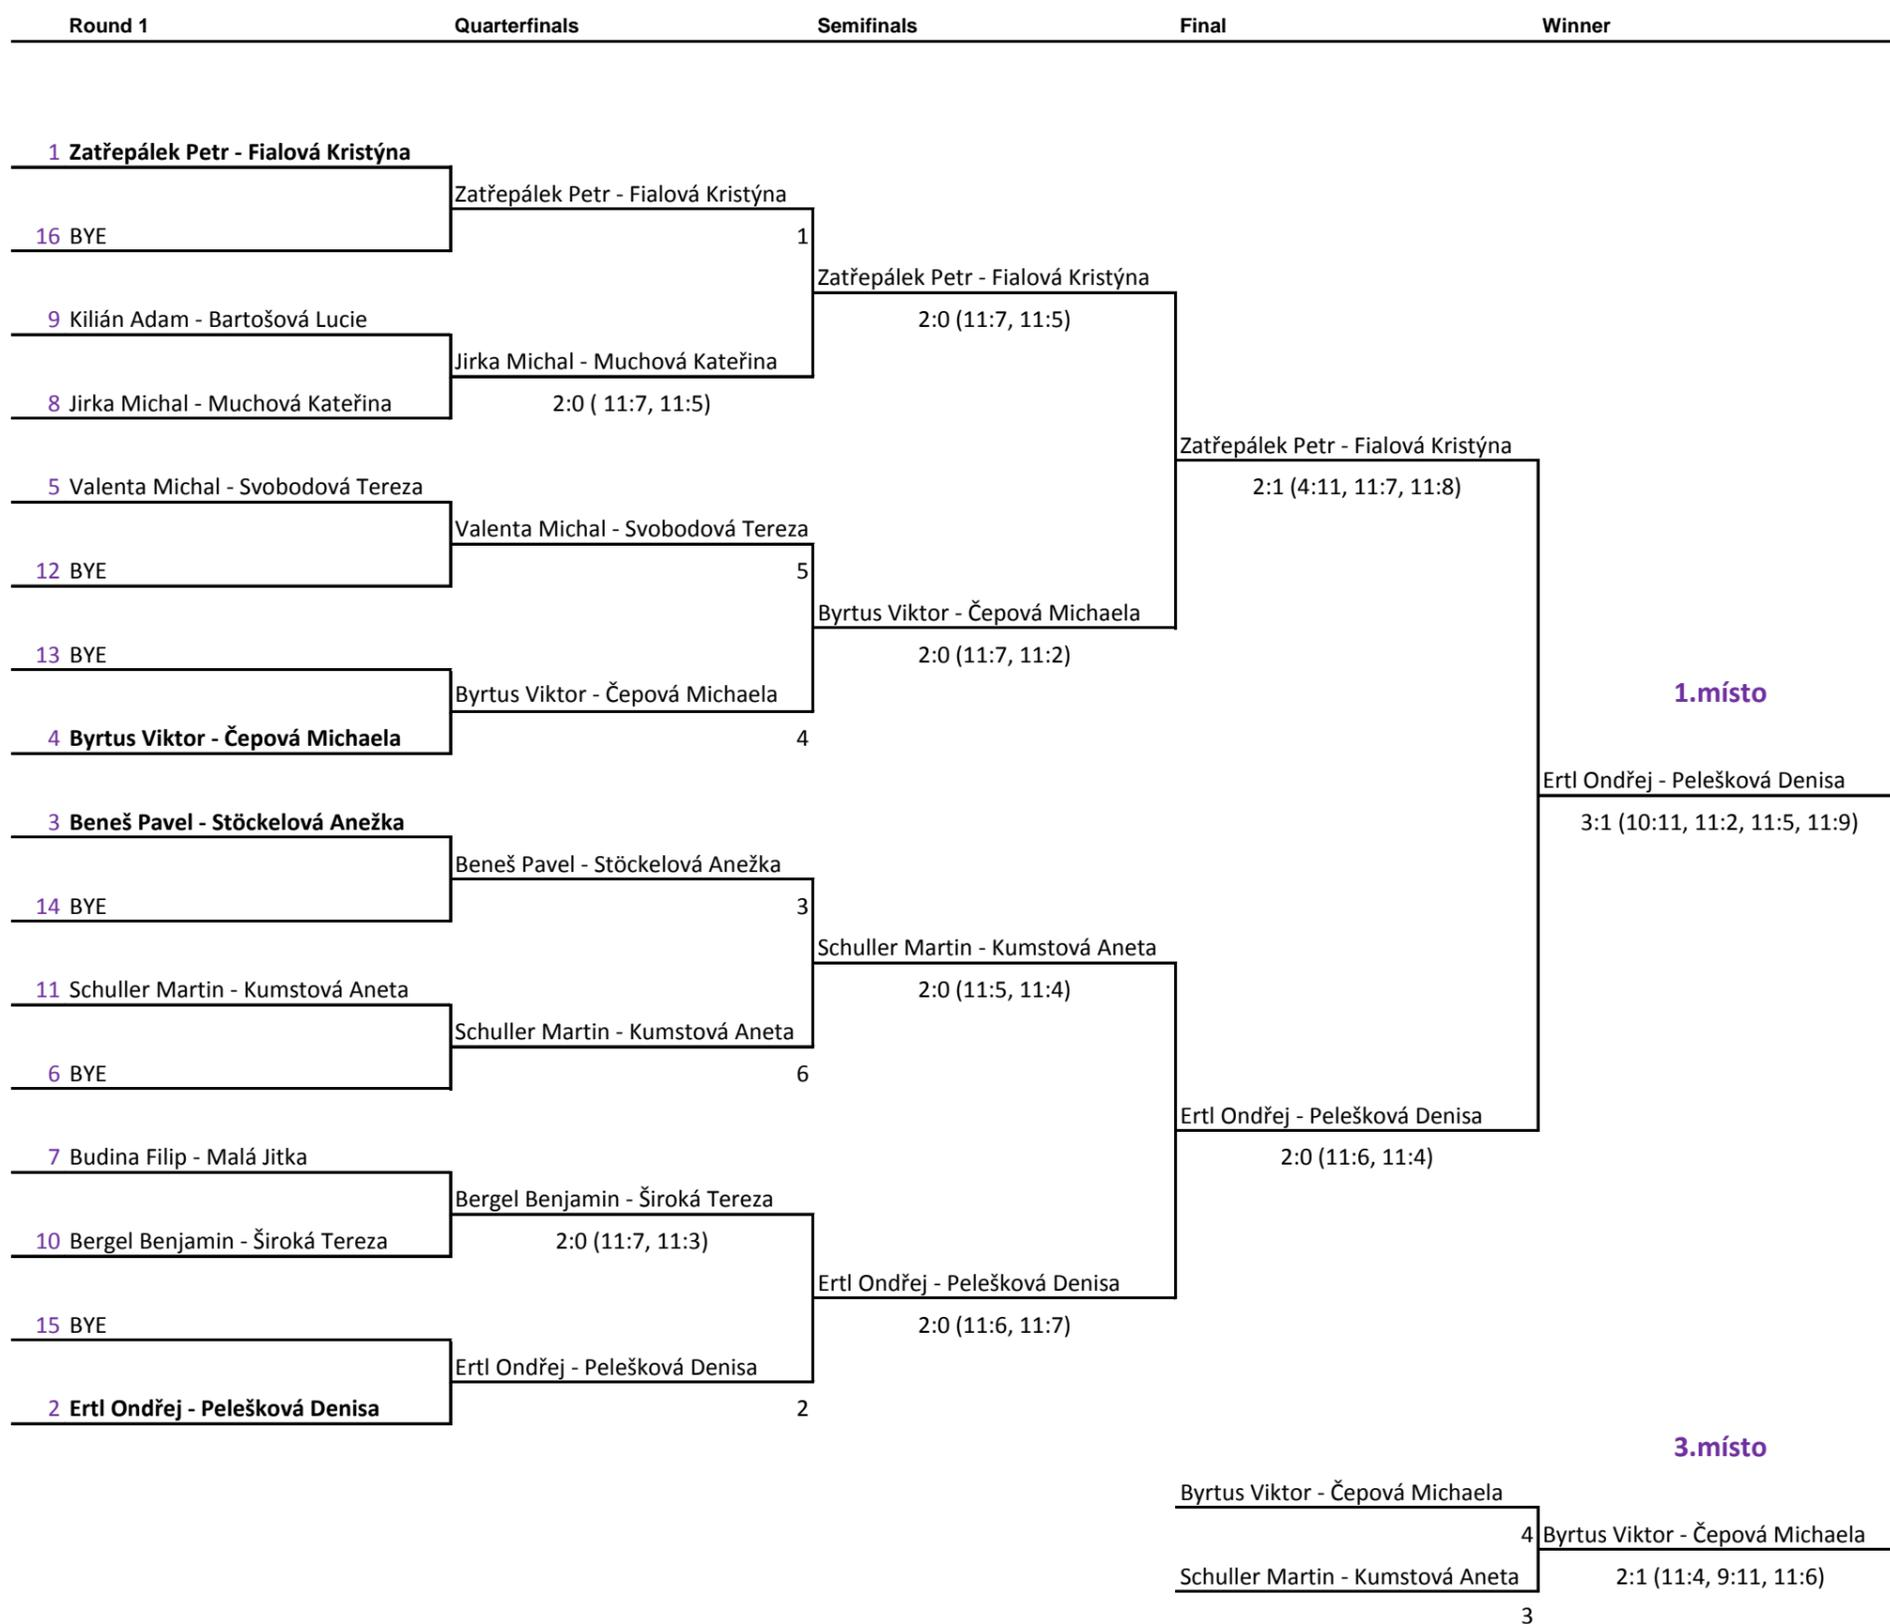 Round 1 Quarterfinals Semifinals Final Winner
1 Zatřepálek Petr - Fialová Kristýna
Zatřepálek Petr - Fialová Kristýna
16 BYE 1
Zatřepálek Petr - Fialová Kristýna
9 Kilián Adam - Bartošová Lucie 2:0 (11:7, 11:5)
Jirka Michal - Muchová Kateřina
8 Jirka Michal - Muchová Kateřina 2:0 ( 11:7, 11:5)
Zatřepálek Petr - Fialová Kristýna
5 Valenta Michal - Svobodová Tereza 2:1 (4:11, 11:7, 11:8)
Valenta Michal - Svobodová Tereza
12 BYE 5
Byrtus Viktor - Čepová Michaela
13 BYE 2:0 (11:7, 11:2)
Byrtus Viktor - Čepová Michaela 1.místo
4 Byrtus Viktor - Čepová Michaela 4
Ertl Ondřej - Pelešková Denisa
3 Beneš Pavel - Stöckelová Anežka 3:1 (10:11, 11:2, 11:5, 11:9)
Beneš Pavel - Stöckelová Anežka
14 BYE 3
Schuller Martin - Kumstová Aneta
11 Schuller Martin - Kumstová Aneta 2:0 (11:5, 11:4)
Schuller Martin - Kumstová Aneta
6 BYE 6
Ertl Ondřej - Pelešková Denisa
7 Budina Filip - Malá Jitka 2:0 (11:6, 11:4)
Bergel Benjamin - Široká Tereza
10 Bergel Benjamin - Široká Tereza 2:0 (11:7, 11:3)
Ertl Ondřej - Pelešková Denisa
15 BYE 2:0 (11:6, 11:7)
Ertl Ondřej - Pelešková Denisa
2 Ertl Ondřej - Pelešková Denisa 2
3.místo
Byrtus Viktor - Čepová Michaela
4 Byrtus Viktor - Čepová Michaela
Schuller Martin - Kumstová Aneta 2:1 (11:4, 9:11, 11:6)
3